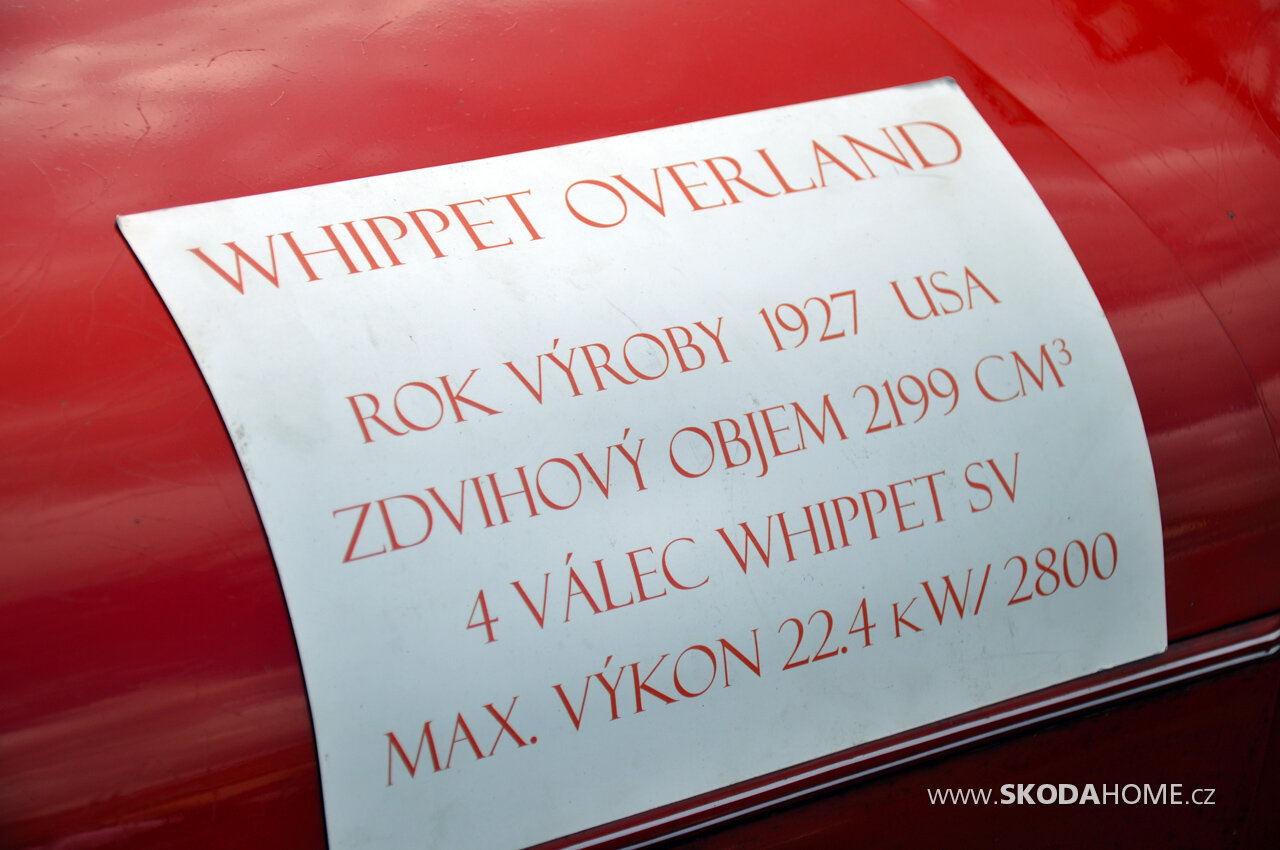 WHIPPET OVERLAND
ROK VÝROBY 1927 USA
ZDVIHOVÝ OBJEM 2199 CM³
4 VÁLEC WHIPPET SV
MAX. VÝKON 22.4 KW/ 2800
www.SKODAHOME.cz